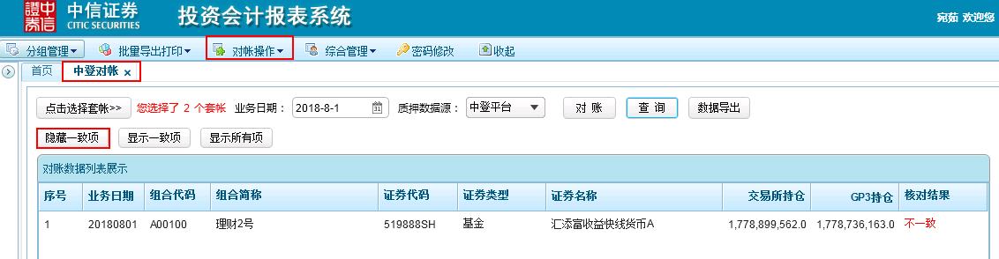 中信證券 中信证券 CITIC SECURITIES 投资会计报表系统 宛茹 欢迎您
分组管理 批量导出打印 对帐操作 综合管理 密码修改 收起
首页 中登对帐 x
点击选择套帐>> 您选择了 2 个套帐 业务日期： 2018-8-1 31 质押数据源： 中登平台 对 账 查 询 数据导出
隐藏一致项 显示一致项 显示所有项
对账数据列表展示
序号 业务日期 组合代码 组合简称 证券代码 证券类型 证券名称 交易所持仓 GP3持仓 核对结果
1 20180801 A00100 理财2号 519888SH 基金 汇添富收益快线货币A 1,778,899,562.0 1,778,736,163.0 不一致